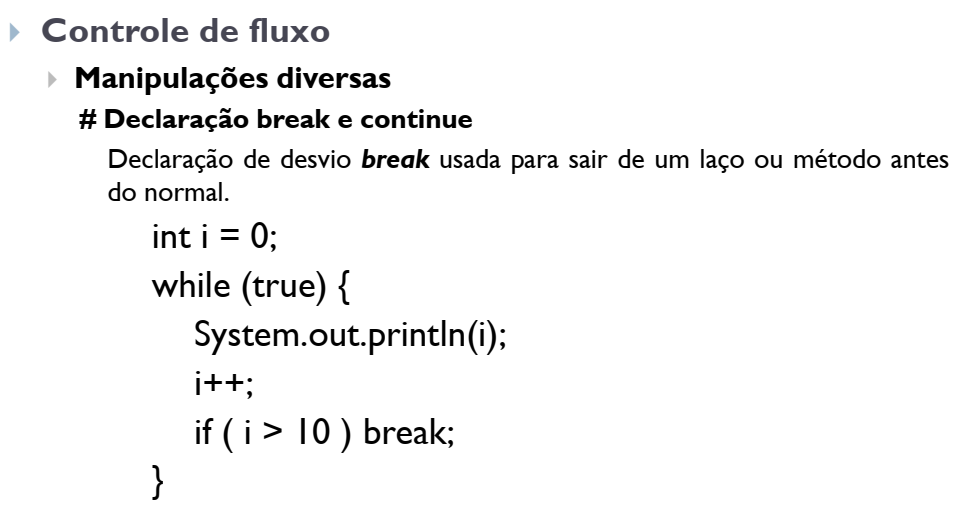 Controle de fluxo
Manipulações diversas
# Declaração break e continue
Declaração de desvio break usada para sair de um laço ou método antes
do normal.
int i = 0;
while (true) {
System.out.println(i);
i++;
if ( i > 10 ) break;
}